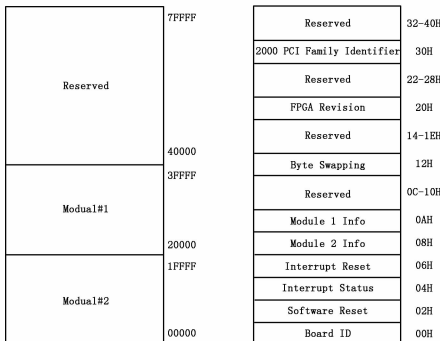 7FFFF
Reserved
40000
3FFFF
Modual#1
20000
1FFFF
Modual#2
00000
Reserved 32-40H
2000 PCI Family Identifier 30H
Reserved 22-28H
FPGA Revision 20H
Reserved 14-1EH
Byte Swapping 12H
Reserved 0C-10H
Module 1 Info 0AH
Module 2 Info 08H
Interrupt Reset 06H
Interrupt Status 04H
Software Reset 02H
Board ID 00H